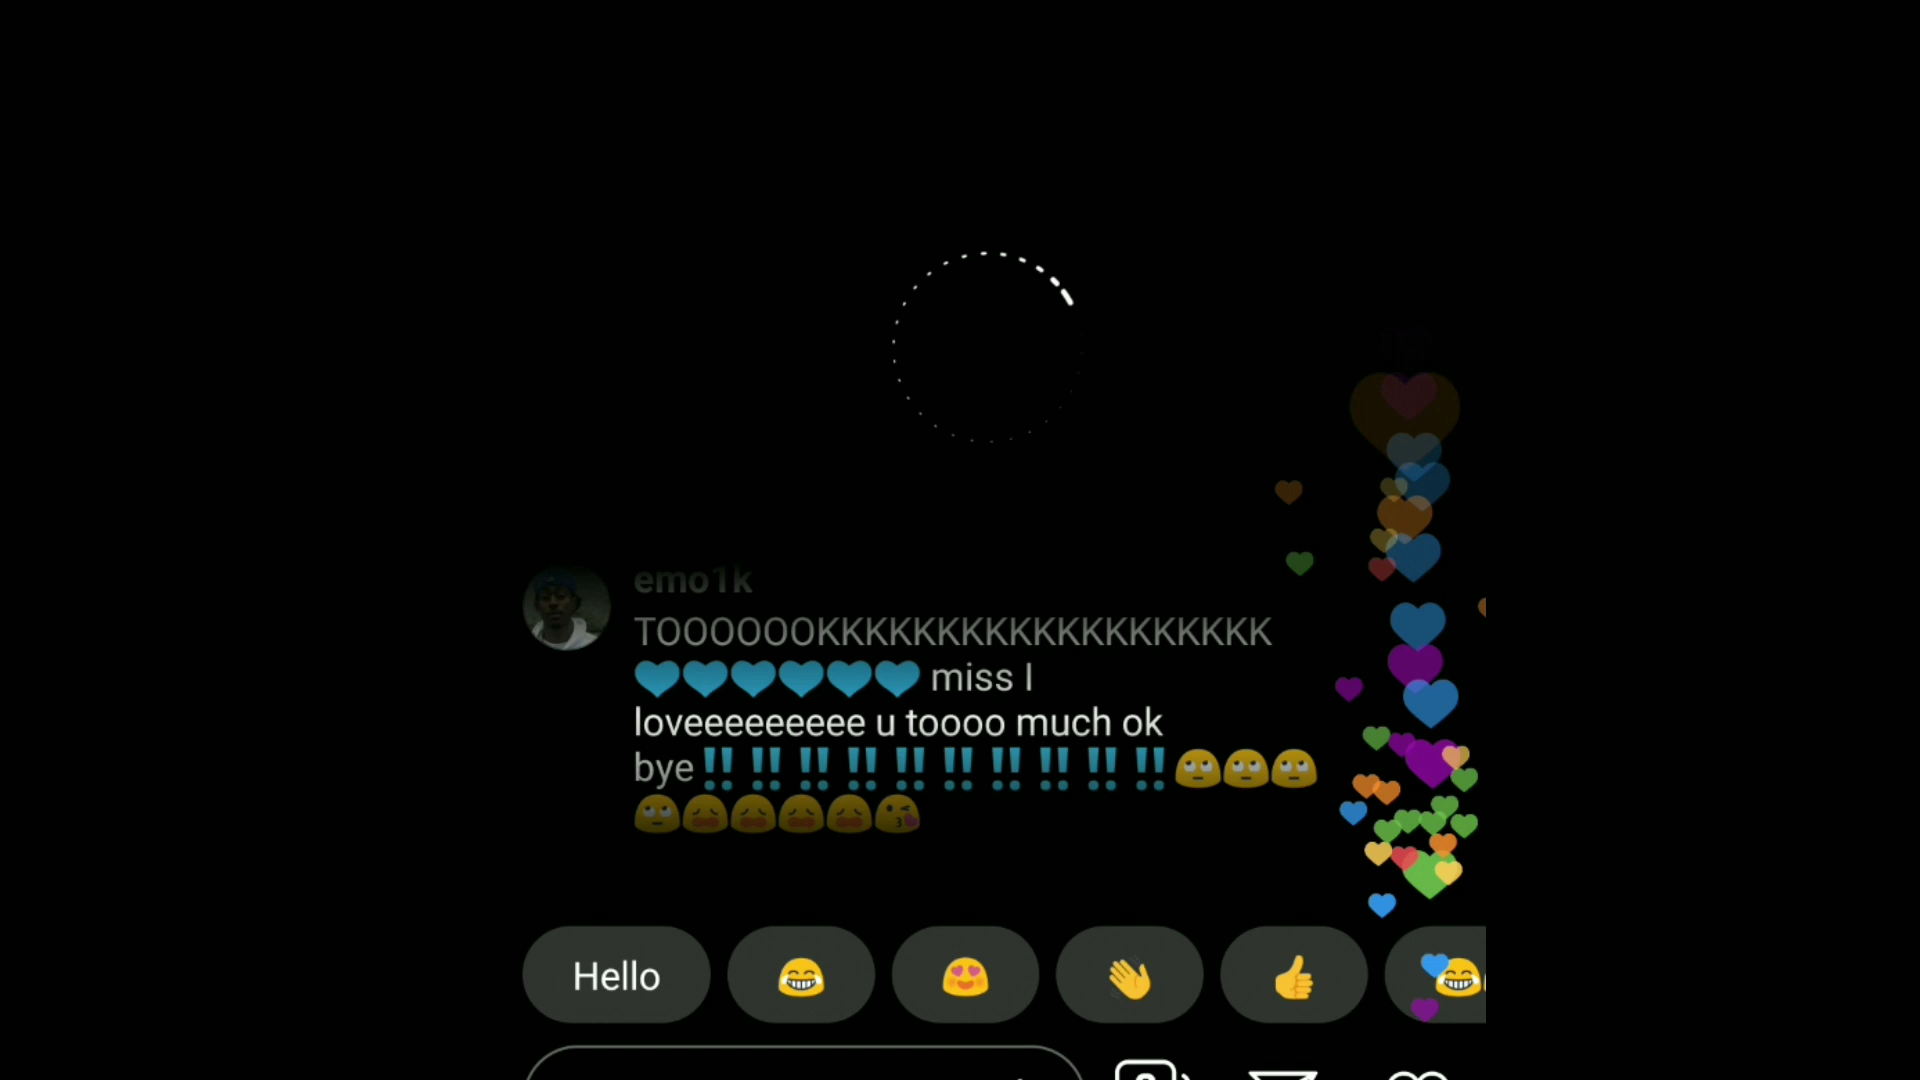 emo1k
TOOOOOOKKKKKKKKKKKKKKKKKKK
🩵🩵🩵🩵🩵🩵 miss I
loveeeeeeeee u toooo much ok
bye‼‼‼‼‼‼‼‼‼‼🙄🙄🙄
🙄😩😩😩😩😘
Hello 😂 😍 👋 👍 😂